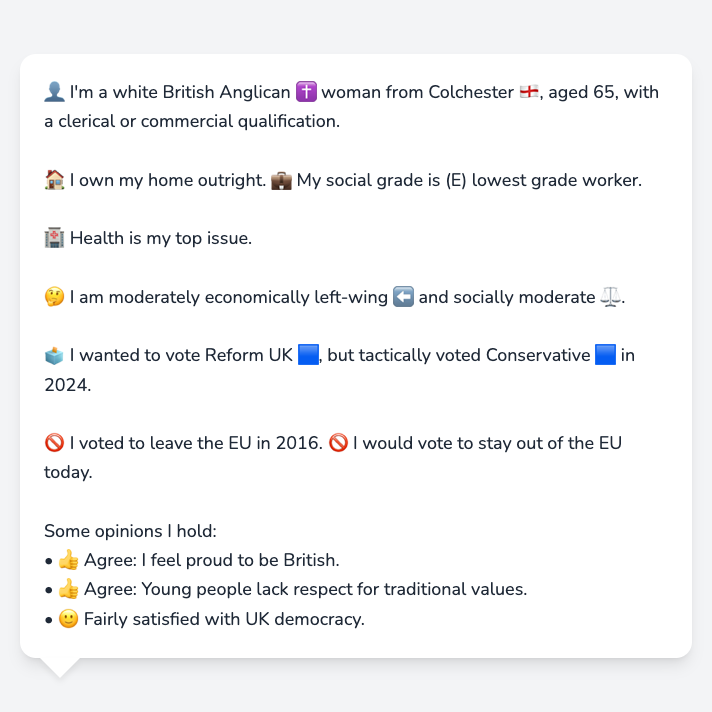 👤 I'm a white British Anglican ✝️ woman from Colchester 🏴󠁧󠁢󠁥󠁮󠁧󠁿, aged 65, with
a clerical or commercial qualification.
🏠 I own my home outright. 💼 My social grade is (E) lowest grade worker.
🏥 Health is my top issue.
🤔 I am moderately economically left-wing ⬅️ and socially moderate ⚖️.
🗳️ I wanted to vote Reform UK 🟦, but tactically voted Conservative 🟦 in
2024.
🚫 I voted to leave the EU in 2016. 🚫 I would vote to stay out of the EU
today.
Some opinions I hold:
• 👍 Agree: I feel proud to be British.
• 👍 Agree: Young people lack respect for traditional values.
• 🙂 Fairly satisfied with UK democracy.